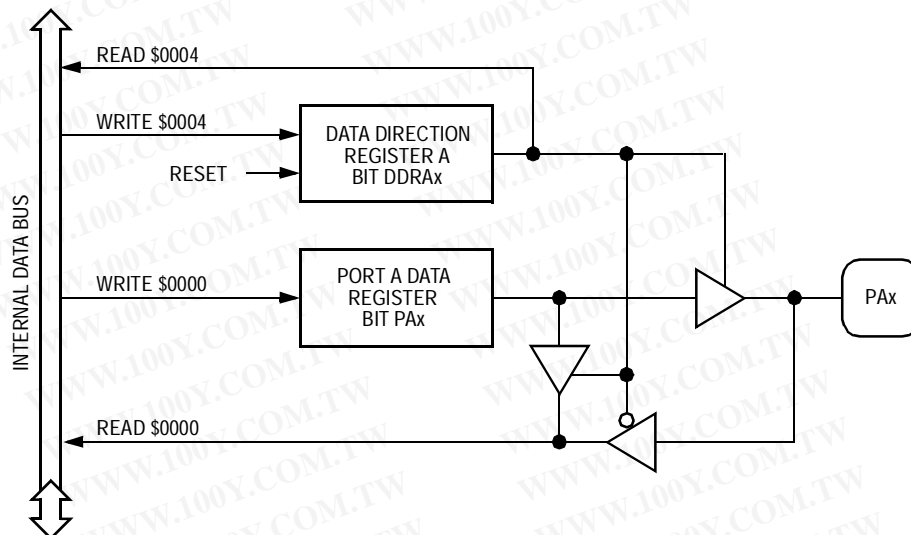 READ $0004
WRITE $0004
RESET
DATA DIRECTION
REGISTER A
BIT DDRAx
INTERNAL DATA BUS
WRITE $0000
PORT A DATA
REGISTER
BIT PAx
PAx
READ $0000
WWW.100Y.COM.TW